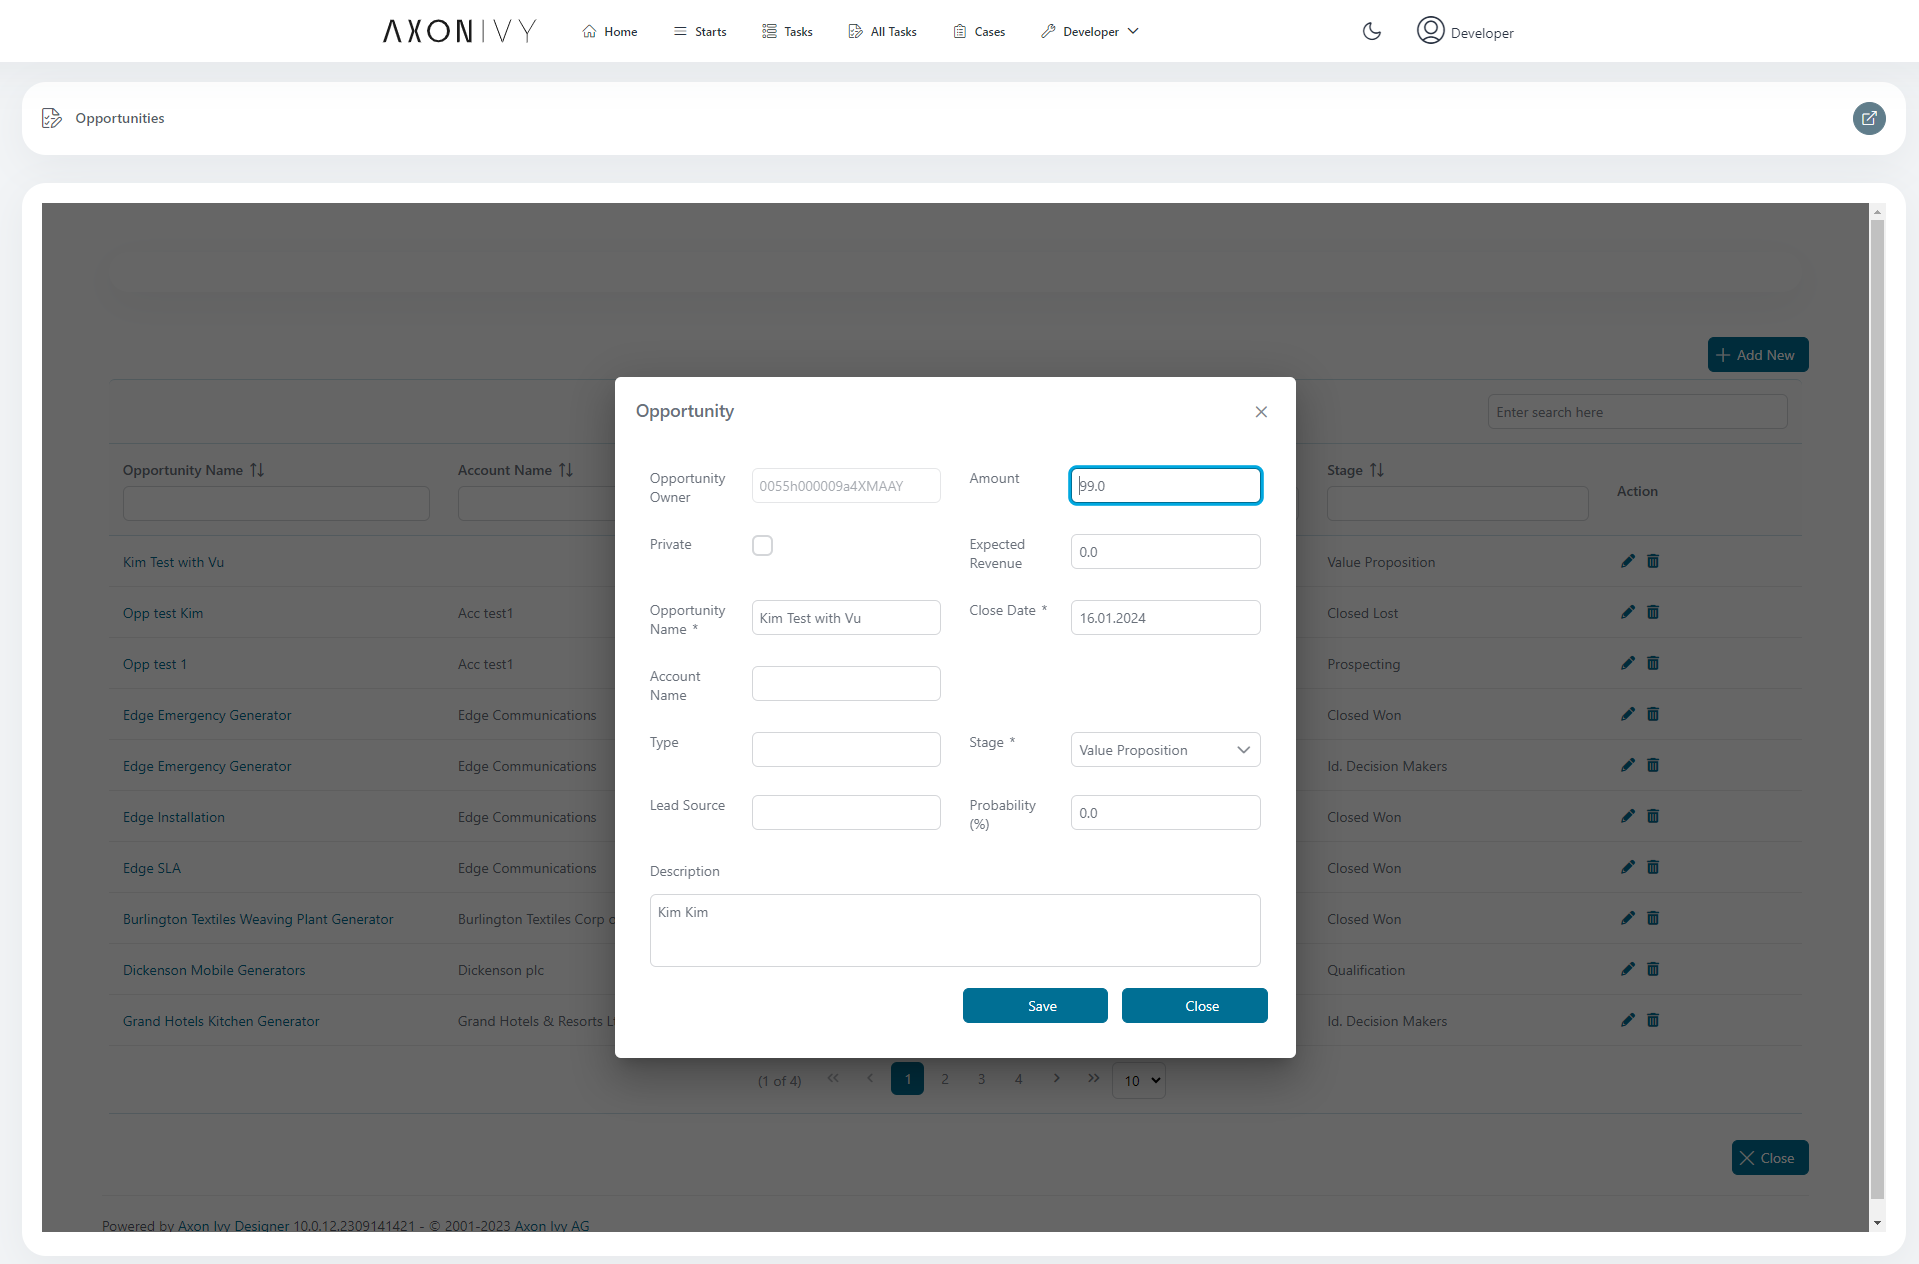 AXONIVY
Home
Starts
Tasks
All Tasks
Cases
Developer
Developer
Opportunities
Add New
Enter search here
Opportunity Name
Account Name
Stage
Action
Kim Test with Vu
Value Proposition
Opp test Kim
Acc test1
Closed Lost
Opp test 1
Acc test1
Prospecting
Edge Emergency Generator
Edge Communications
Closed Won
Edge Emergency Generator
Edge Communications
Id. Decision Makers
Edge Installation
Edge Communications
Closed Won
Edge SLA
Edge Communications
Closed Won
Burlington Textiles Weaving Plant Generator
Burlington Textiles Corp
Closed Won
Dickenson Mobile Generators
Dickenson plc
Qualification
Grand Hotels Kitchen Generator
Grand Hotels & Resorts
Id. Decision Makers
Opportunity
Opportunity
Owner
0055h000009a4XMAAY
Amount
99.0
Private
Expected
Revenue
0.0
Opportunity
Name *
Kim Test with Vu
Close Date *
16.01.2024
Account
Name
Type
Stage *
Value Proposition
Lead Source
Probability
(%)
0.0
Description
Kim Kim
Save
Close
(1 of 4) « < 1 2 3 4 > » 10
Close
Powered by Axon Ivy Designer 10.0.12.2309141421 - © 2001-2023 Axon Ivy AG